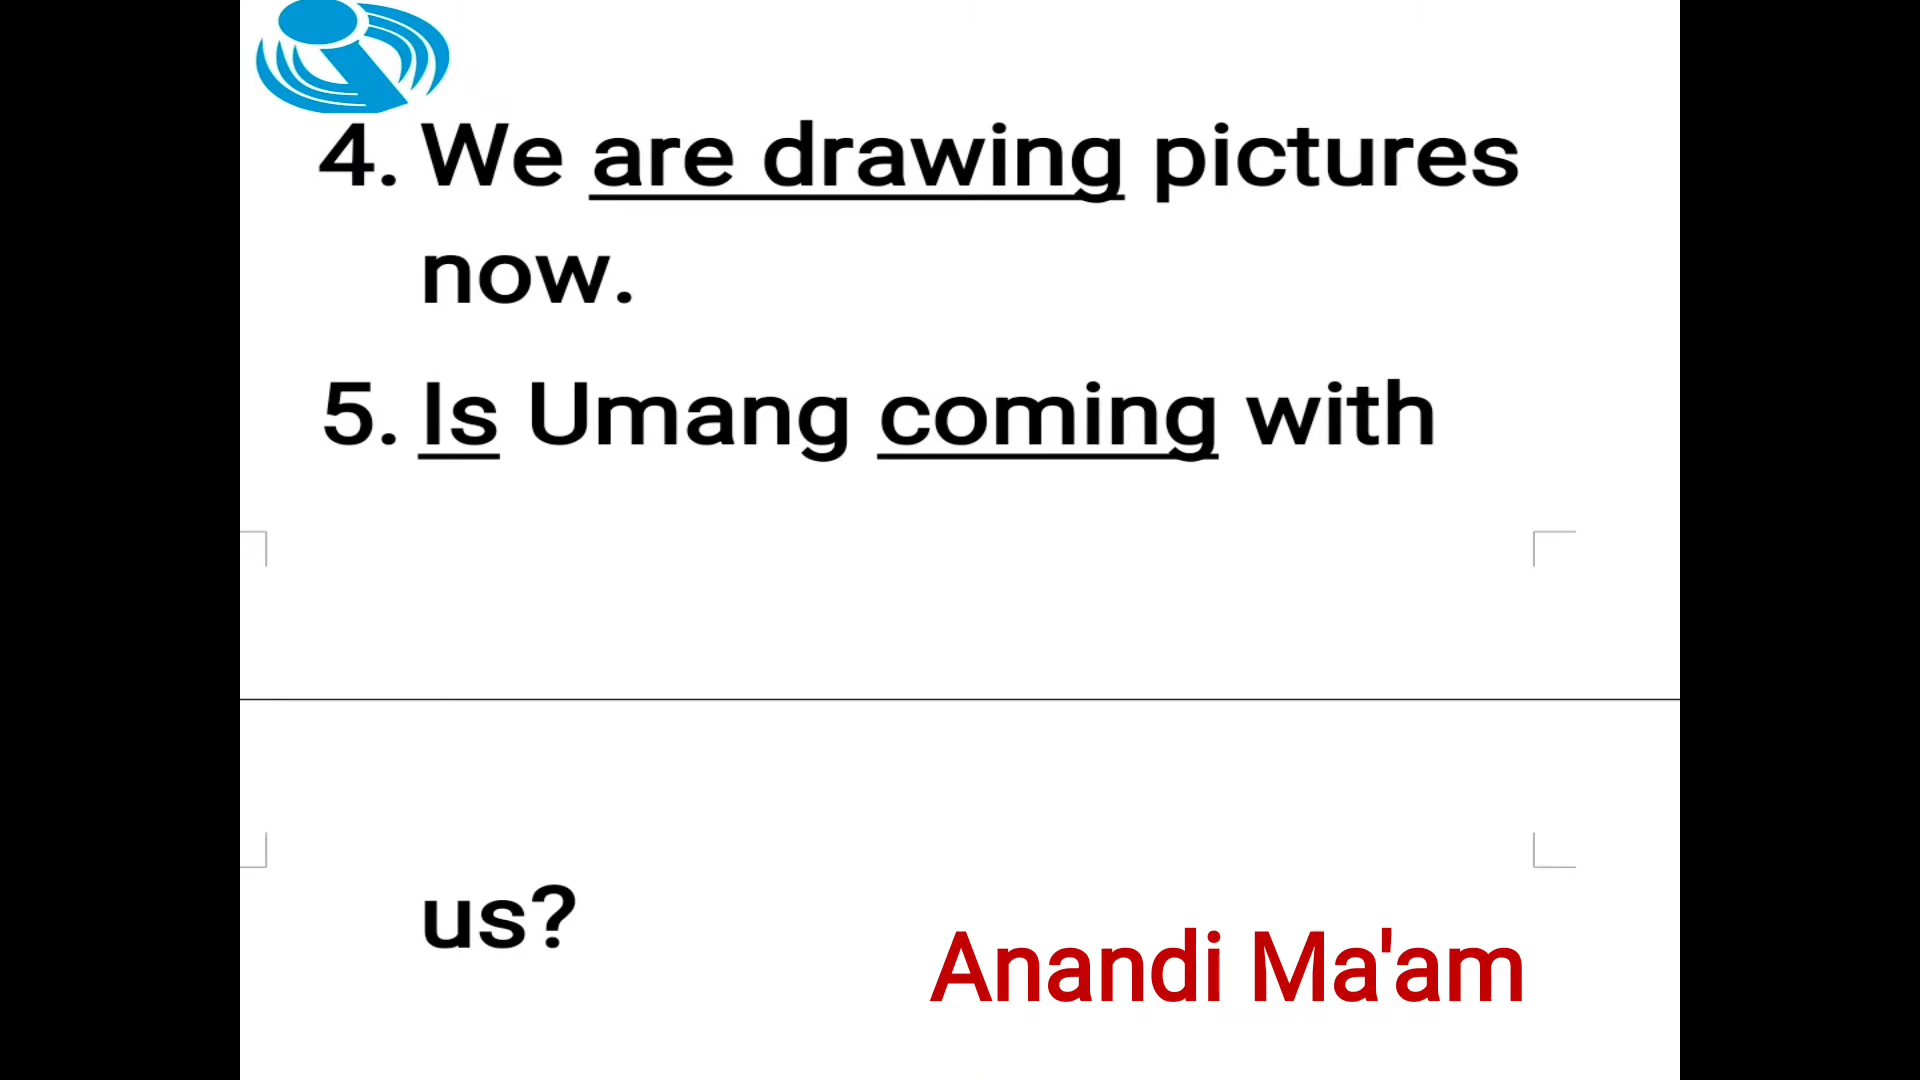 4. We are drawing pictures
now.
5. Is Umang coming with
us?
Anandi Ma'am